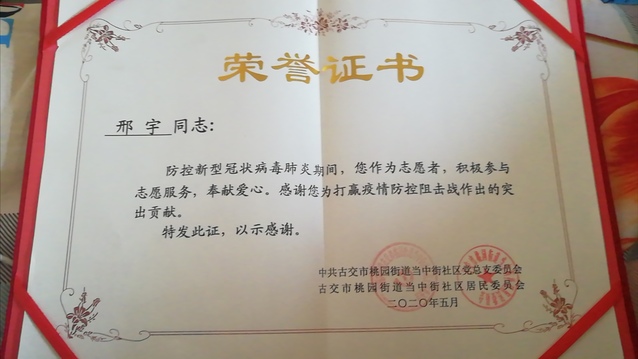 荣誉证书
邢宇同志:
防控新型冠状病毒肺炎期间，您作为志愿者，积极参与
志愿服务，奉献爱心。感谢您为打赢疫情防控阻击战作出的突
出贡献。
特发此证，以示感谢。
中共古交市桃园街道当中街社区党总支委员会
古交市桃园街道当中街社区居民委员会
二〇二〇年五月